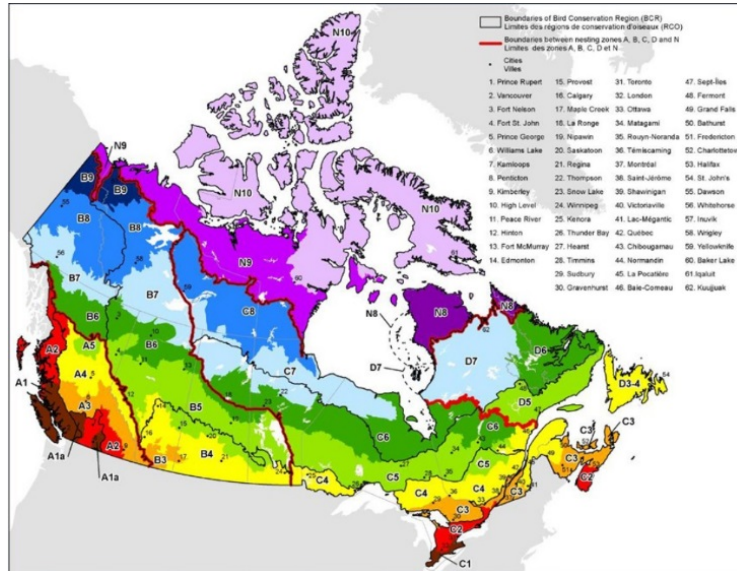 Boundaries of Bird Conservation Region (BCR)
Limites des régions de conservation d'oiseaux (RCO)
Boundaries between nesting zones A, B, C, D and N
Limites des zones A, B, C, D et N
Cities
Villes
1. Prince Rupert
2. Vancouver
3. Fort Nelson
4. Fort St. John
5. Prince George
6. Williams Lake
7. Kamloops
8. Penticton
9. Kimberley
10. High Level
11. Peace River
12. Hinton
13. Fort McMurray
14. Edmonton
15. Provost
16. Calgary
17. Maple Creek
18. La Ronge
19. Nipawin
20. Saskatoon
21. Regina
22. Thompson
23. Snow Lake
24. Winnipeg
25. Kenora
26. Thunder Bay
27. Hearst
28. Timmins
29. Sudbury
30. Gravenhurst
31. Toronto
32. London
33. Ottawa
34. Matagami
35. Rouyn-Noranda
36. Témiscaming
37. Montréal
38. Saint-Jérôme
39. Shawinigan
40. Victoriaville
41. Lac-Mégantic
42. Québec
43. Chibougamau
44. Normandin
45. La Pocatière
46. Baie-Comeau
47. Sept-Îles
48. Fermont
49. Grand Falls
50. Bathurst
51. Fredericton
52. Charlottetow
53. Halifax
54. St. John's
55. Dawson
56. Whitehorse
57. Inuvik
58. Wrigley
59. Yellowknife
60. Baker Lake
61. Iqaluit
62. Kuujjuak
N10
N9
B9
B9
N10
N10
B8
B8
N9
B7
B7
C8
N8
N8
N8
D7
D7
D6
A2
B6
B6
A5
C7
D5
D3-4
A1
A4
A3
B5
C6
C6
C3
C3
A1a
A2
A1a
B3
B4
C4
C5
C5
C4
C4
C3
C3
C3
C2
C2
C1